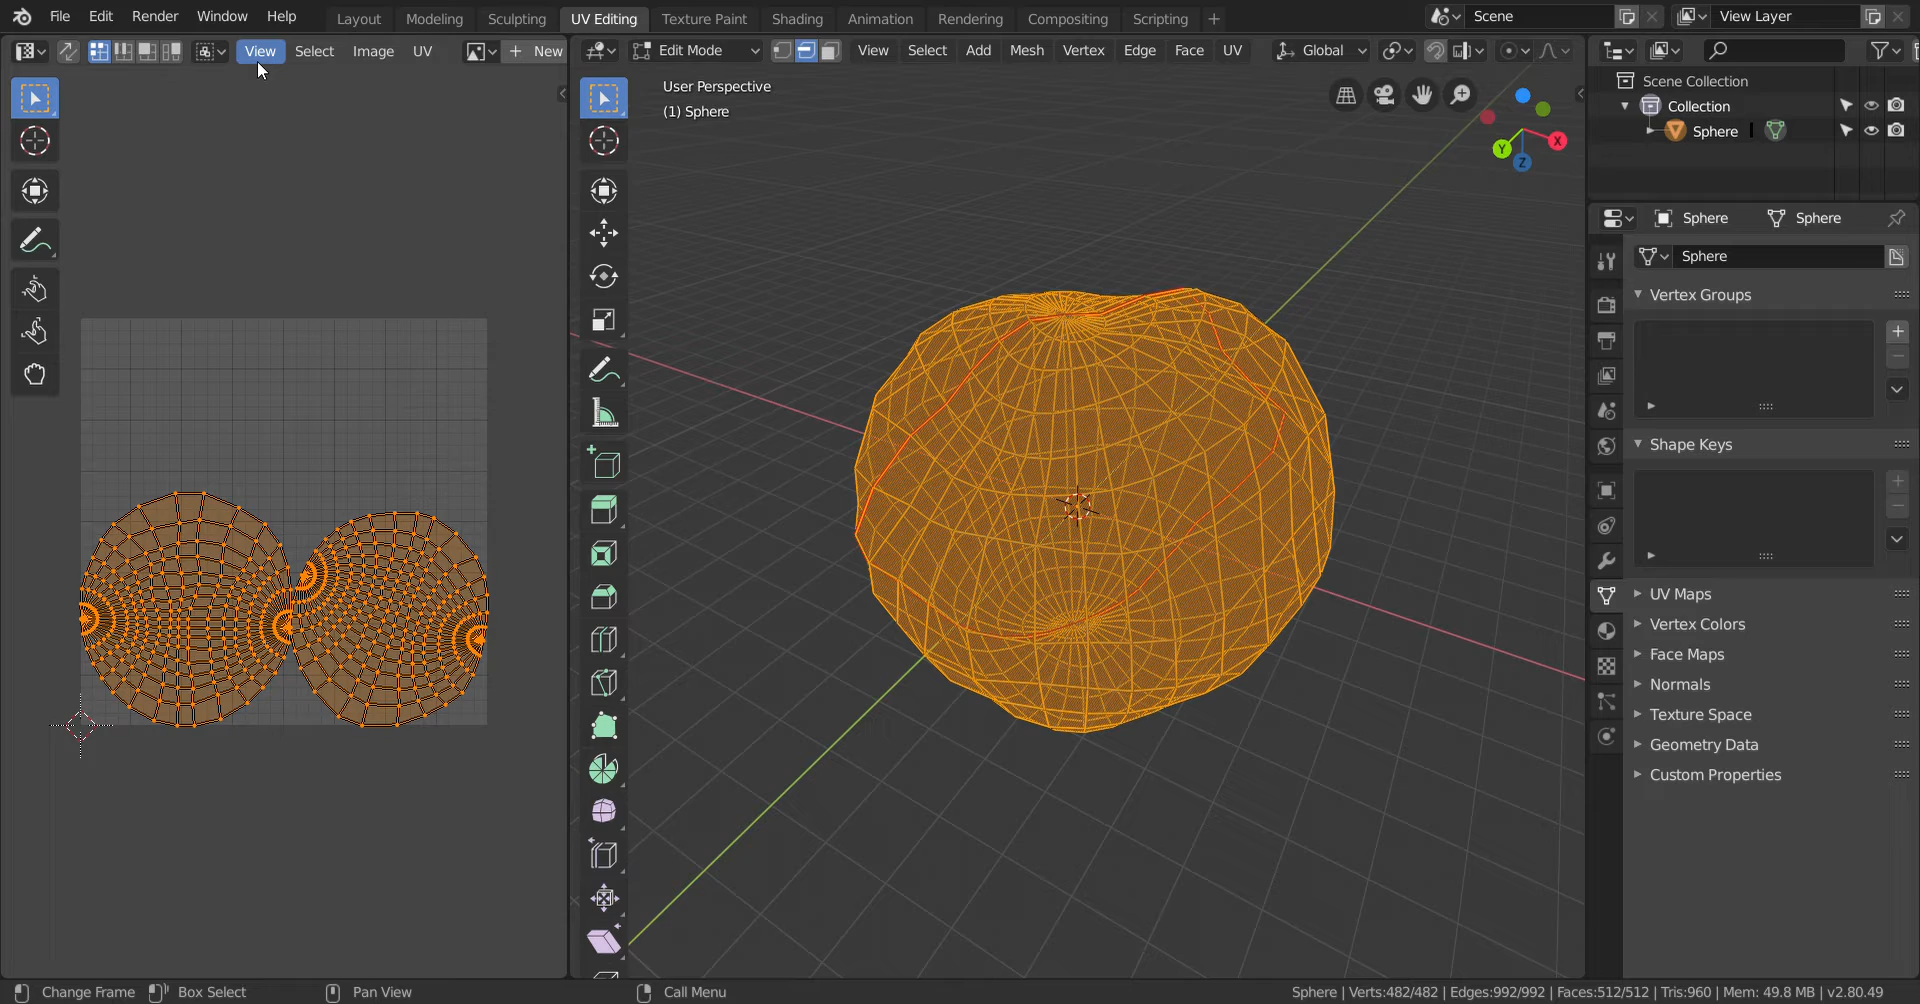 File Edit Render Window Help Layout Modeling Sculpting UV Editing Texture Paint Shading Animation Rendering Compositing Scripting + Scene View Layer
View Select Image UV + New Edit Mode View Select Add Mesh Vertex Edge Face UV Global
User Perspective
(1) Sphere
X
Y
Z
Scene Collection
Collection
Sphere
Sphere Sphere
Sphere
Vertex Groups
Shape Keys
UV Maps
Vertex Colors
Face Maps
Normals
Texture Space
Geometry Data
Custom Properties
Change Frame Box Select Pan View Call Menu Sphere | Verts:482/482 | Edges:992/992 | Faces:512/512 | Tris:960 | Mem: 49.8 MB | v2.80.49